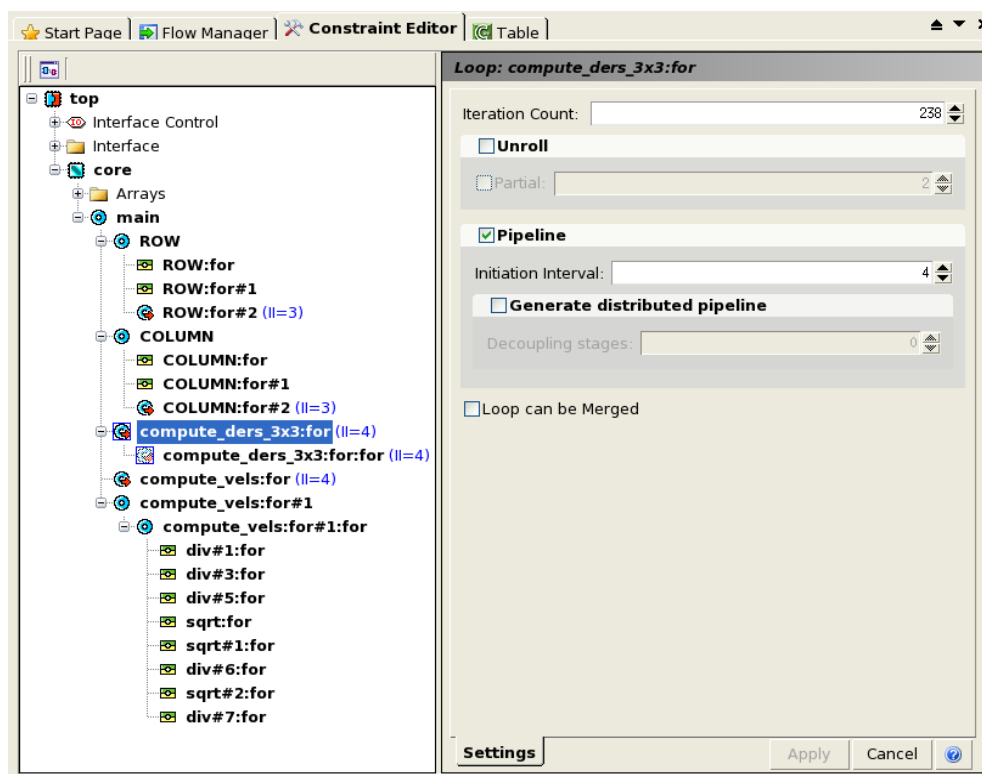 Start Page
Flow Manager
Constraint Editor
Table
top
Interface Control
Interface
core
Arrays
main
ROW
ROW:for
ROW:for#1
ROW:for#2 (II=3)
COLUMN
COLUMN:for
COLUMN:for#1
COLUMN:for#2 (II=3)
compute_ders_3x3:for (II=4)
compute_ders_3x3:for:for (II=4)
compute_vels:for (II=4)
compute_vels:for#1
compute_vels:for#1:for
div#1:for
div#3:for
div#5:for
sqrt:for
sqrt#1:for
div#6:for
sqrt#2:for
div#7:for
Loop: compute_ders_3x3:for
Iteration Count: 238
Unroll
Partial: 2
Pipeline
Initiation Interval: 4
Generate distributed pipeline
Decoupling stages: 0
Loop can be Merged
Settings
Apply
Cancel